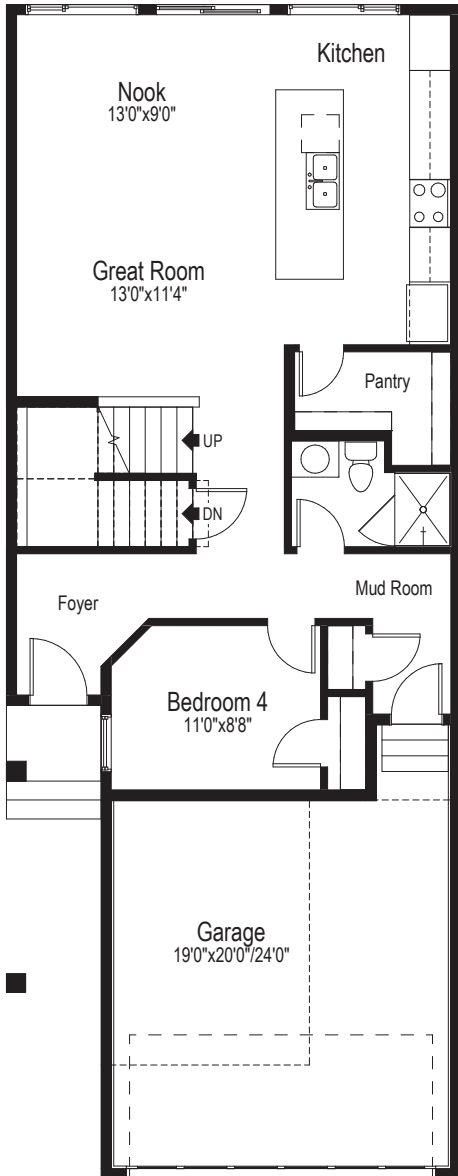 Kitchen
Nook
13'0"x9'0"
Great Room
13'0"x11'4"
Pantry
UP
DN
Foyer
Mud Room
Bedroom 4
11'0"x8'8"
Garage
19'0"x20'0"/24'0"